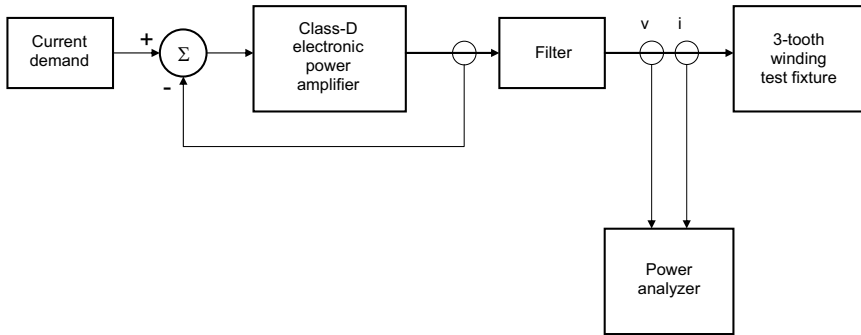 Current
demand
+
-
Σ
Class-D
electronic
power
amplifier
Filter
v i
3-tooth
winding
test fixture
Power
analyzer